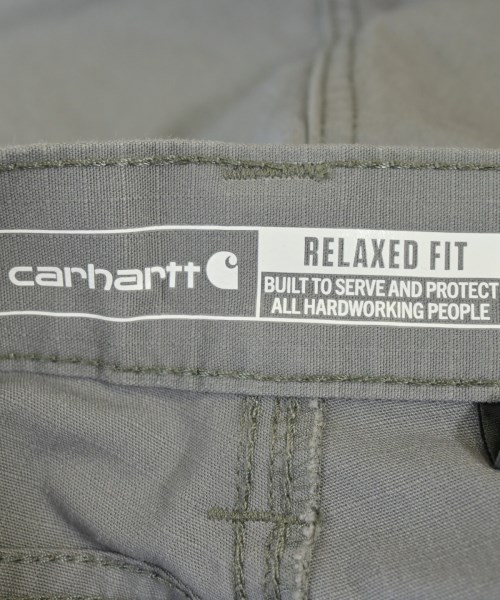 carhartt
RELAXED FIT
BUILT TO SERVE AND PROTECT
ALL HARDWORKING PEOPLE